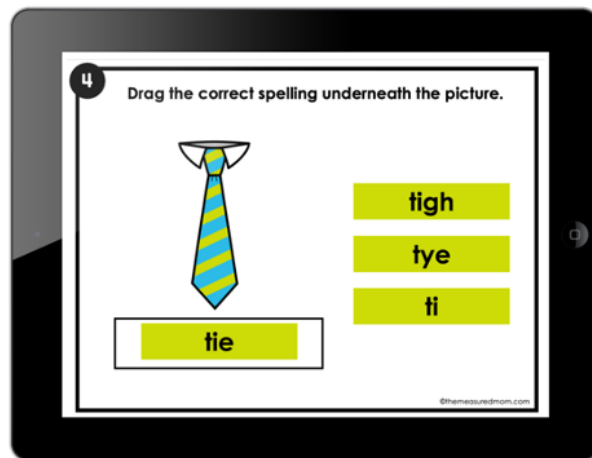 4
Drag the correct spelling underneath the picture.
tigh
tye
ti
tie
©themeasuredmom.com